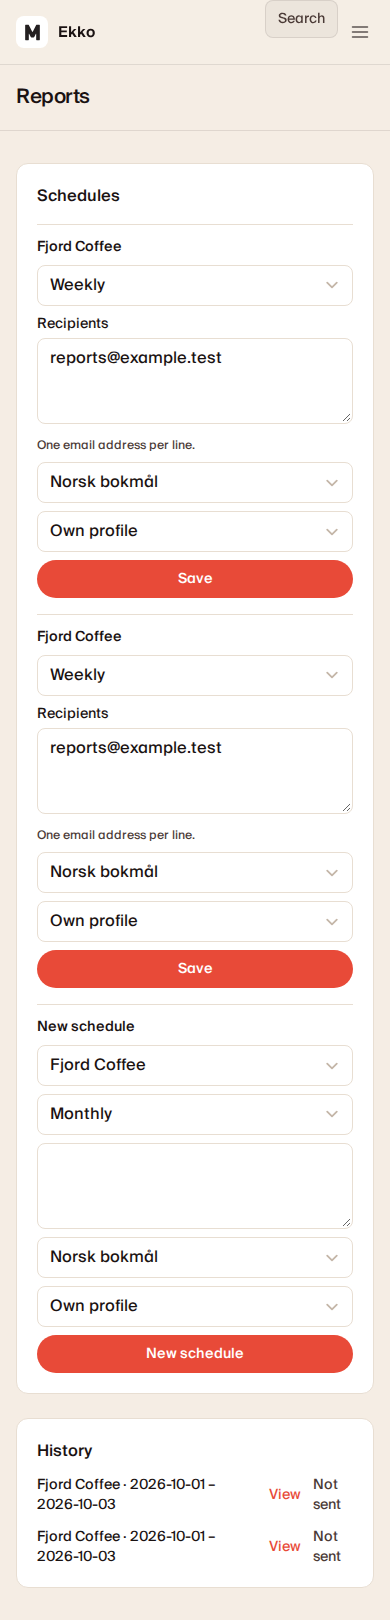 M Ekko
Search
Reports
Schedules
Fjord Coffee
Weekly
Recipients
reports@example.test
One email address per line.
Norsk bokmål
Own profile
Save
Fjord Coffee
Weekly
Recipients
reports@example.test
One email address per line.
Norsk bokmål
Own profile
Save
New schedule
Fjord Coffee
Monthly
Norsk bokmål
Own profile
New schedule
History
Fjord Coffee · 2026-10-01 –
2026-10-03
View
Not
sent
Fjord Coffee · 2026-10-01 –
2026-10-03
View
Not
sent